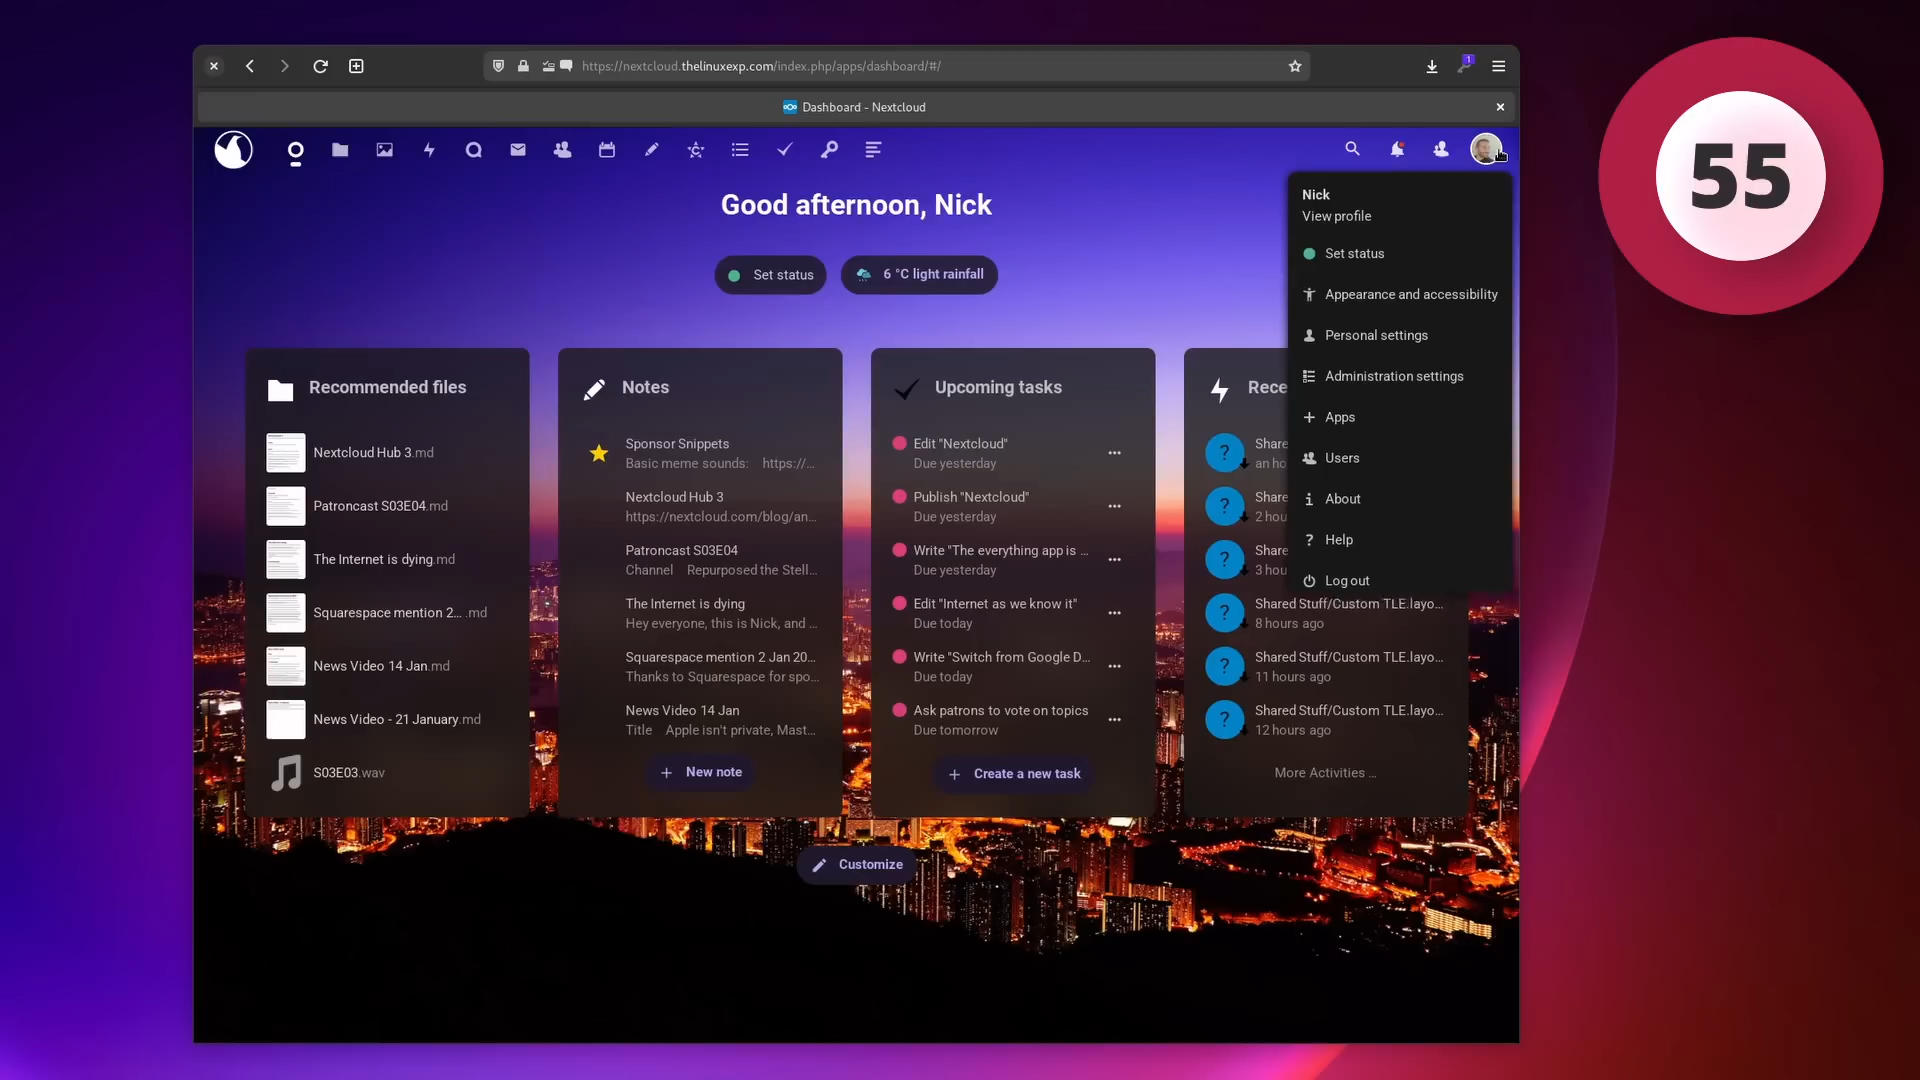 https://nextcloud.thelinuxexp.com/index.php/apps/dashboard/#/
1
Dashboard - Nextcloud
55
Good afternoon, Nick
Set status
6 °C light rainfall
Nick
View profile
Set status
Appearance and accessibility
Personal settings
Administration settings
Apps
Users
About
? Help
Log out
Recommended files
Nextcloud Hub 3.md
Patroncast S03E04.md
The Internet is dying.md
Squarespace mention 2... .md
News Video 14 Jan.md
News Video - 21 January.md
S03E03.wav
Notes
Sponsor Snippets
Basic meme sounds: https://...
Nextcloud Hub 3
https://nextcloud.com/blog/an...
Patroncast S03E04
Channel Repurposed the Stell...
The Internet is dying
Hey everyone, this is Nick, and ...
Squarespace mention 2 Jan 20...
Thanks to Squarespace for spo...
News Video 14 Jan
Title Apple isn't private, Mast...
+ New note
Upcoming tasks
Edit "Nextcloud"
Due yesterday
Publish "Nextcloud"
Due yesterday
Write "The everything app is ...
Due yesterday
Edit "Internet as we know it"
Due today
Write "Switch from Google D...
Due today
Ask patrons to vote on topics
Due tomorrow
+ Create a new task
Rece
? Share
an ho
? Share
2 hou
? Share
3 hou
? Shared Stuff/Custom TLE.layo...
8 hours ago
? Shared Stuff/Custom TLE.layo...
11 hours ago
? Shared Stuff/Custom TLE.layo...
12 hours ago
More Activities ...
Customize